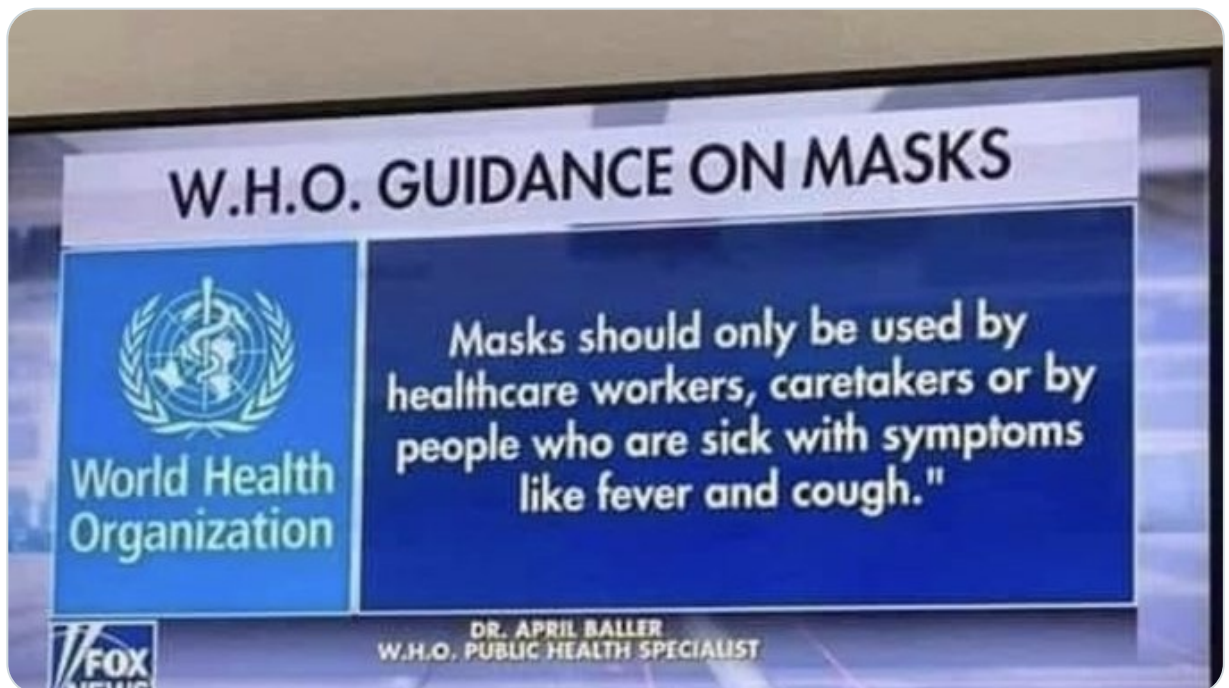 W.H.O. GUIDANCE ON MASKS
World Health
Organization
Masks should only be used by
healthcare workers, caretakers or by
people who are sick with symptoms
like fever and cough."
DR. APRIL BALLER
W.H.O. PUBLIC HEALTH SPECIALIST
FOX
NEWS